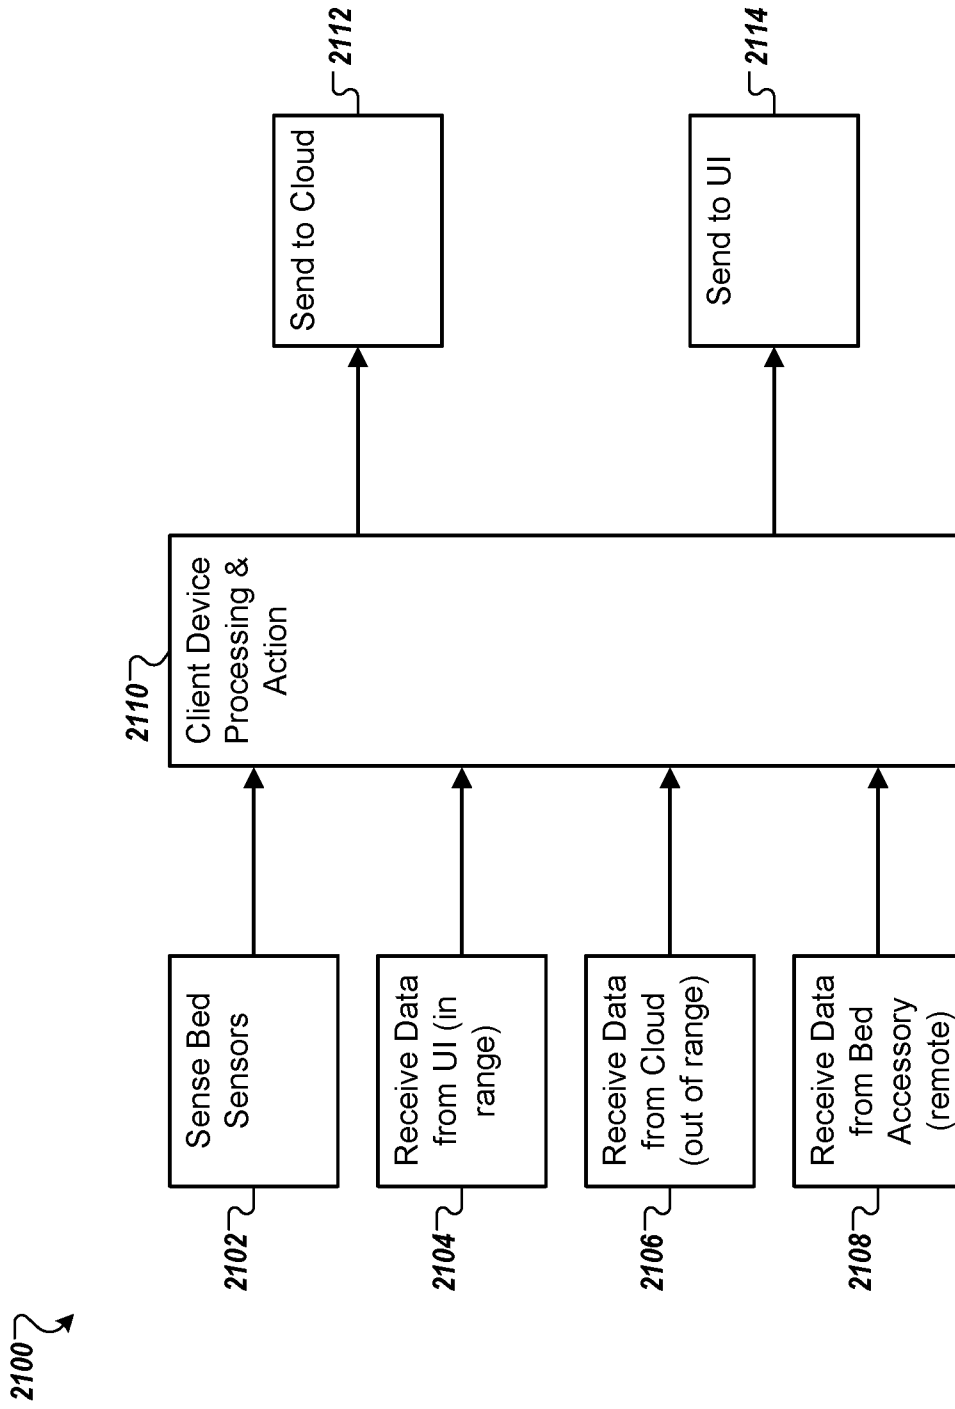 2100
2102
Sense Bed
Sensors
2104
Receive Data
from UI (in
range)
2106
Receive Data
from Cloud
(out of range)
2108
Receive Data
from Bed
Accessory
(remote)
2110
Client Device
Processing &
Action
2112
Send to Cloud
2114
Send to UI